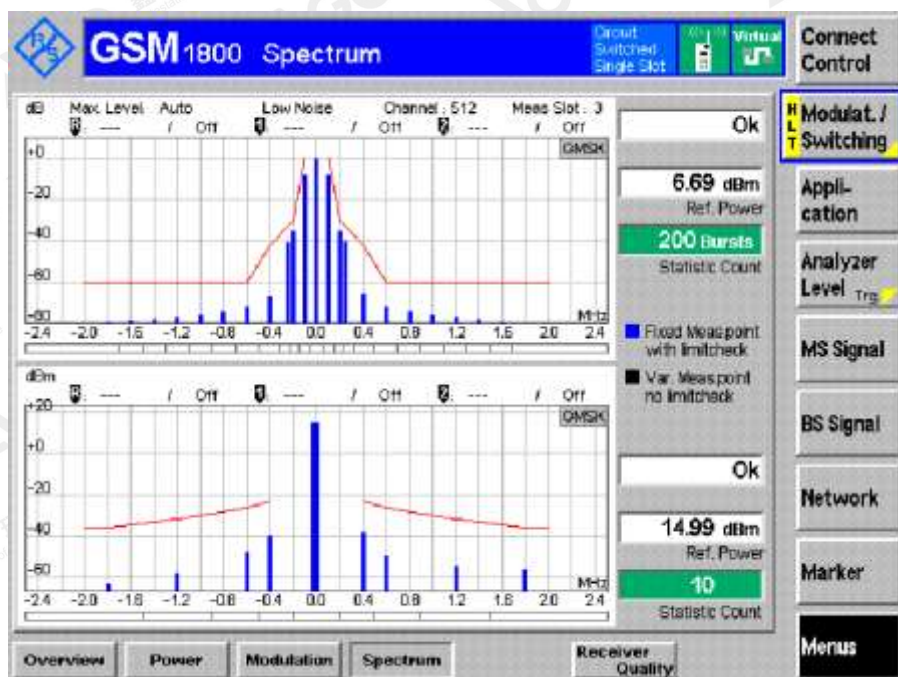 R&S
GSM 1800 Spectrum
Circuit
Switched
Single Slot
Virtual
Connect
Control
dB Max. Level: Auto Low Noise Channel: 512 Meas Slot: 3
--- / Off 1: --- / Off 2: --- / Off
GMSK
+0
-20
-40
-60
-80
MHz
-2.4 -2.0 -1.6 -1.2 -0.8 -0.4 0.0 0.4 0.8 1.2 1.6 2.0 2.4
Ok
6.69 dBm
Ref. Power
200 Bursts
Statistic Count
Fixed Meas.point
with limitcheck
Var. Meas.point
no limitcheck
dBm
--- / Off 1: --- / Off 2: --- / Off
GMSK
+20
+0
-20
-40
-60
MHz
-2.4 -2.0 -1.6 -1.2 -0.8 -0.4 0.0 0.4 0.8 1.2 1.6 2.0 2.4
Ok
14.99 dBm
Ref. Power
10
Statistic Count
HLT
Modulat. /
Switching
Appli-
cation
Analyzer
Level Trg.
MS Signal
BS Signal
Network
Marker
Menus
Overview
Power
Modulation
Spectrum
Receiver
Quality